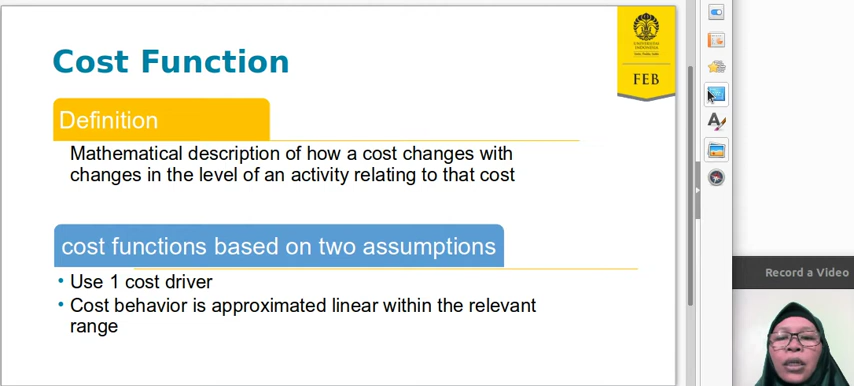 Cost Function
UNIVERSITAS
INDONESIA
FEB
Definition
Mathematical description of how a cost changes with
changes in the level of an activity relating to that cost
cost functions based on two assumptions
• Use 1 cost driver
• Cost behavior is approximated linear within the relevant
range
Record a Video